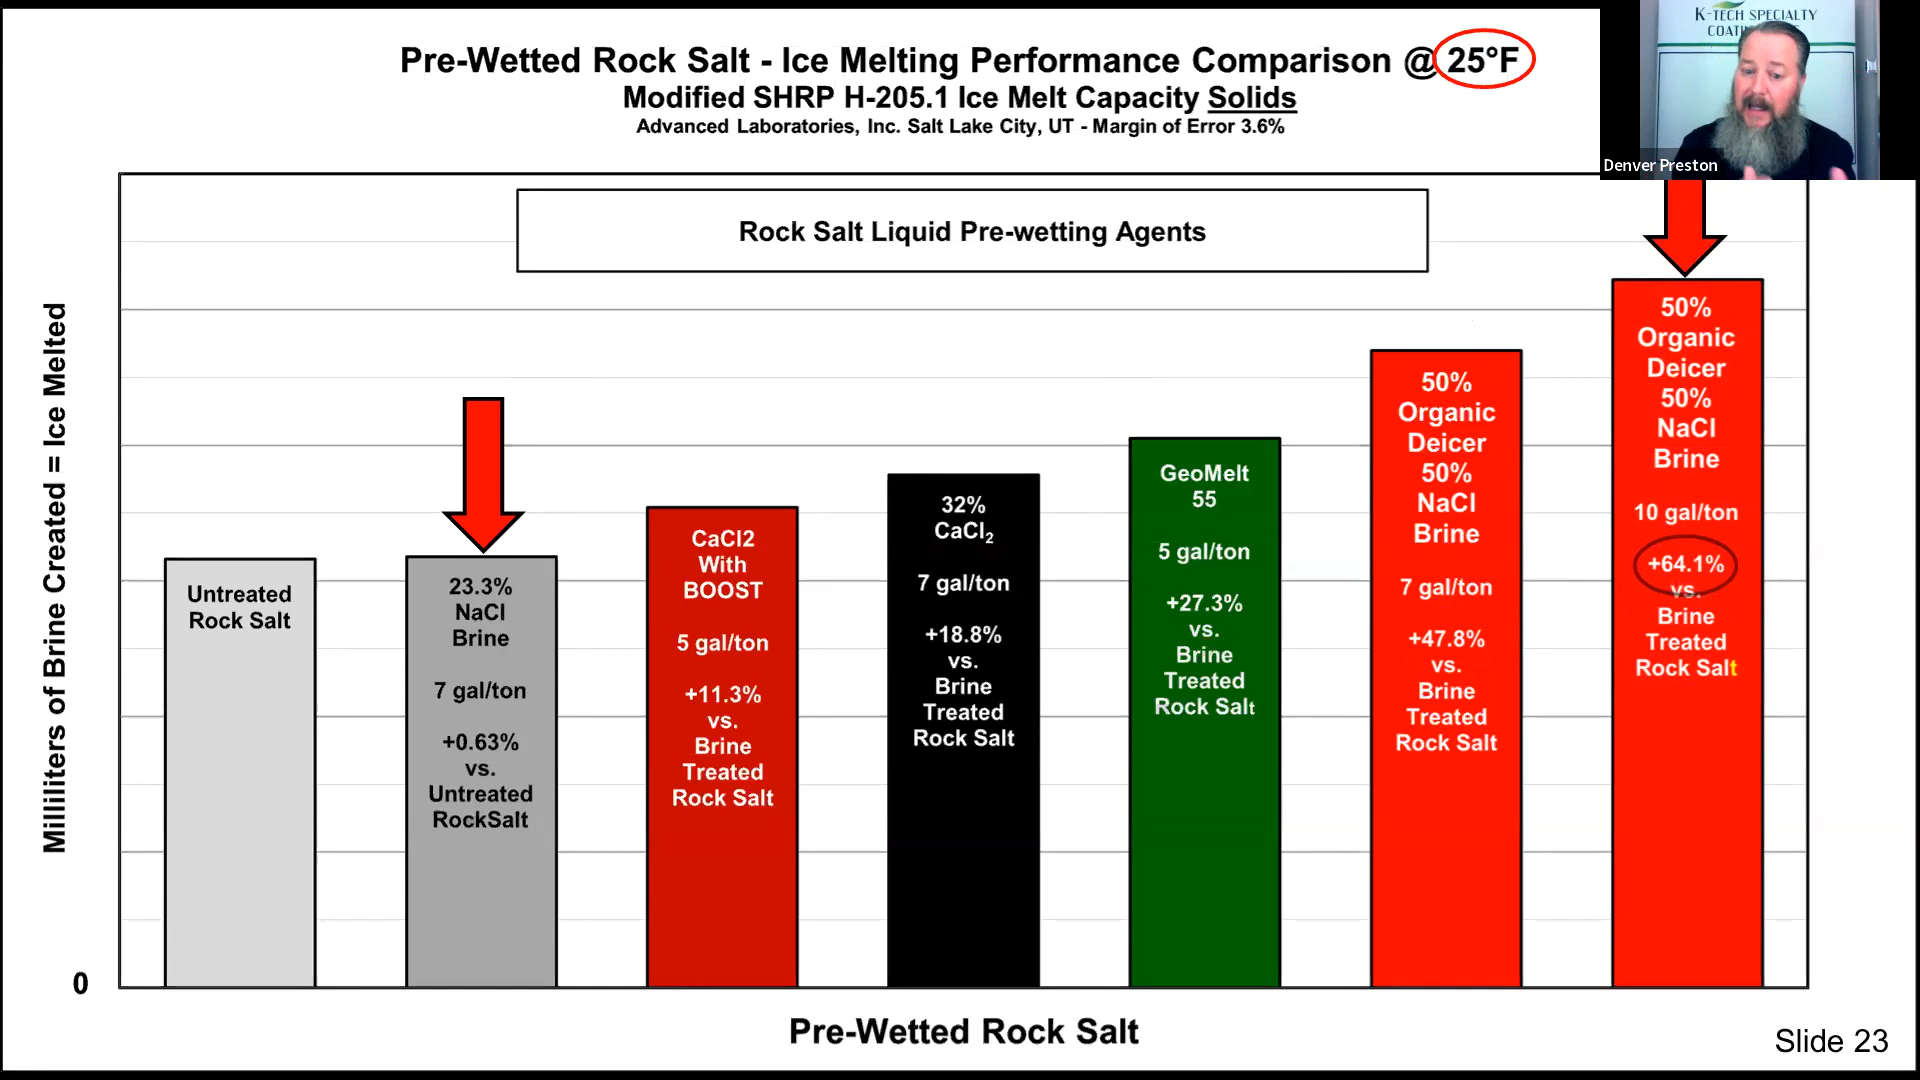 Pre-Wetted Rock Salt - Ice Melting Performance Comparison @ 25°F
Modified SHRP H-205.1 Ice Melt Capacity Solids
Advanced Laboratories, Inc. Salt Lake City, UT - Margin of Error 3.6%
K-TECH SPECIALTY
Denver Preston
Rock Salt Liquid Pre-wetting Agents
Milliliters of Brine Created = Ice Melted
0
Untreated
Rock Salt
23.3%
NaCl
Brine
7 gal/ton
+0.63%
vs.
Untreated
RockSalt
CaCl2
With
BOOST
5 gal/ton
+11.3%
vs.
Brine
Treated
Rock Salt
32%
CaCl₂
7 gal/ton
+18.8%
vs.
Brine
Treated
Rock Salt
GeoMelt
55
5 gal/ton
+27.3%
vs.
Brine
Treated
Rock Salt
50%
Organic
Deicer
50%
NaCl
Brine
7 gal/ton
+47.8%
vs.
Brine
Treated
Rock Salt
50%
Organic
Deicer
50%
NaCl
Brine
10 gal/ton
+64.1%
vs.
Brine
Treated
Rock Salt
Pre-Wetted Rock Salt
Slide 23